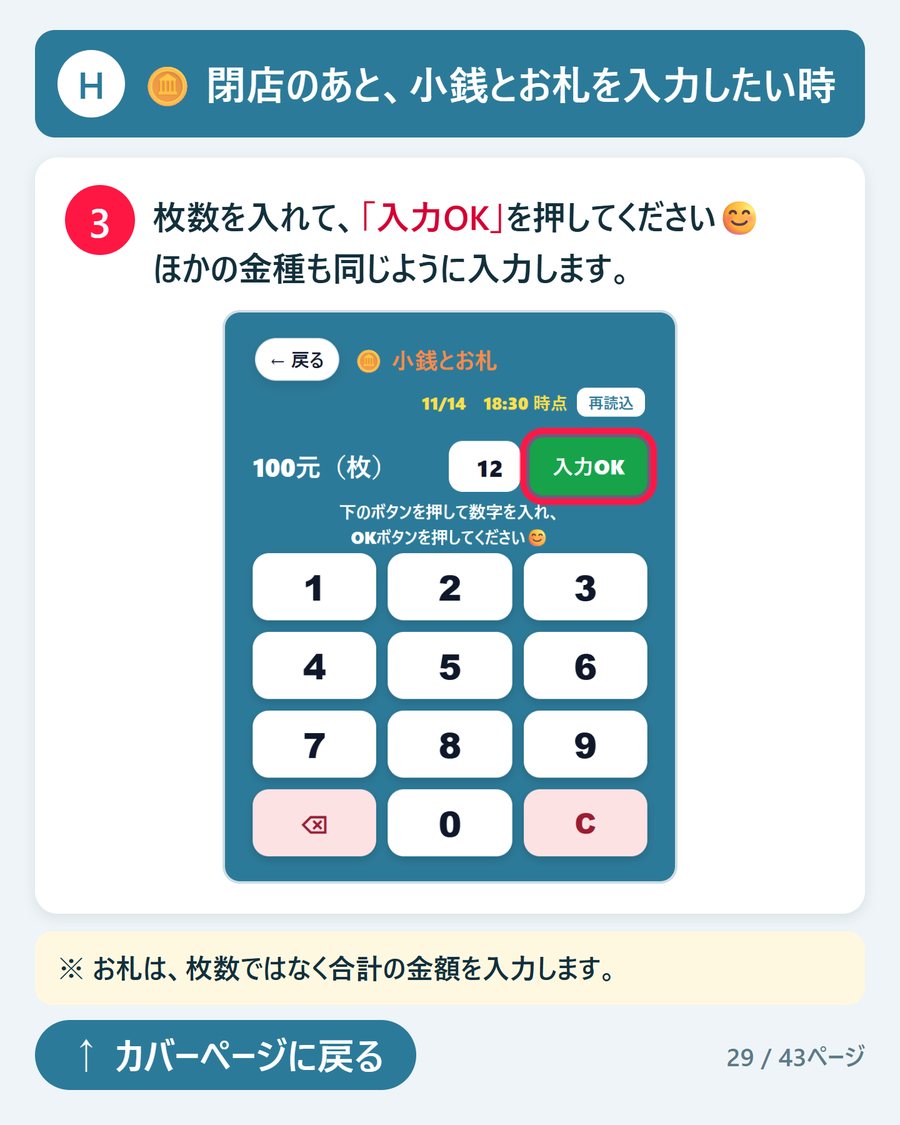 H 閉店のあと、小銭とお札を入力したい時
3 枚数を入れて、「入力OK」を押してください😊
ほかの金種も同じように入力します。
← 戻る 小銭とお札
11/14 18:30 時点 再読込
100元（枚） 12 入力OK
下のボタンを押して数字を入れ、
OKボタンを押してください😊
1 2 3
4 5 6
7 8 9
⌫ 0 C
※ お札は、枚数ではなく合計の金額を入力します。
↑ カバーページに戻る 29 / 43ページ